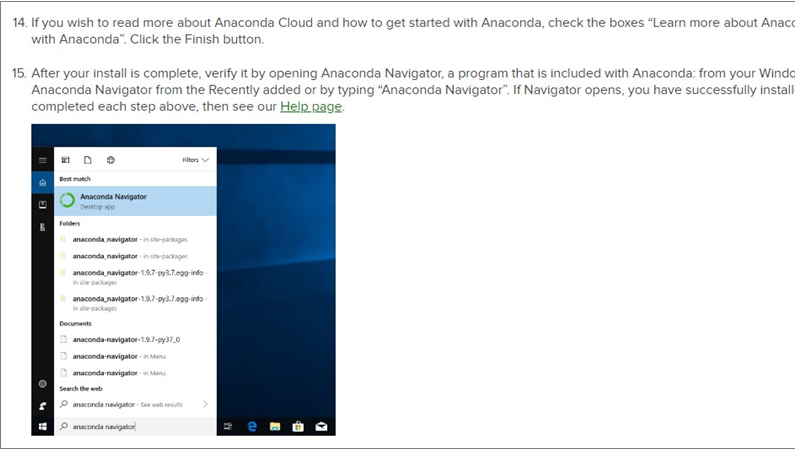 14. If you wish to read more about Anaconda Cloud and how to get started with Anaconda, check the boxes “Learn more about Anac
with Anaconda”. Click the Finish button.
15. After your install is complete, verify it by opening Anaconda Navigator, a program that is included with Anaconda: from your Windo
Anaconda Navigator from the Recently added or by typing “Anaconda Navigator”. If Navigator opens, you have successfully install
completed each step above, then see our Help page.
Filters
Best match
Anaconda Navigator
Desktop app
Folders
anaconda_navigator - in site-packages
anaconda_navigator - in site-packages
anaconda_navigator-1.9.7-py3.7.egg-info -
in site-packages
anaconda_navigator-1.9.7-py3.7.egg-info -
in site-packages
Documents
anaconda-navigator-1.9.7-py37_0
anaconda-navigator - in Menu
anaconda-navigator - in Menu
Search the web
anaconda navigator - See web results
anaconda navigator